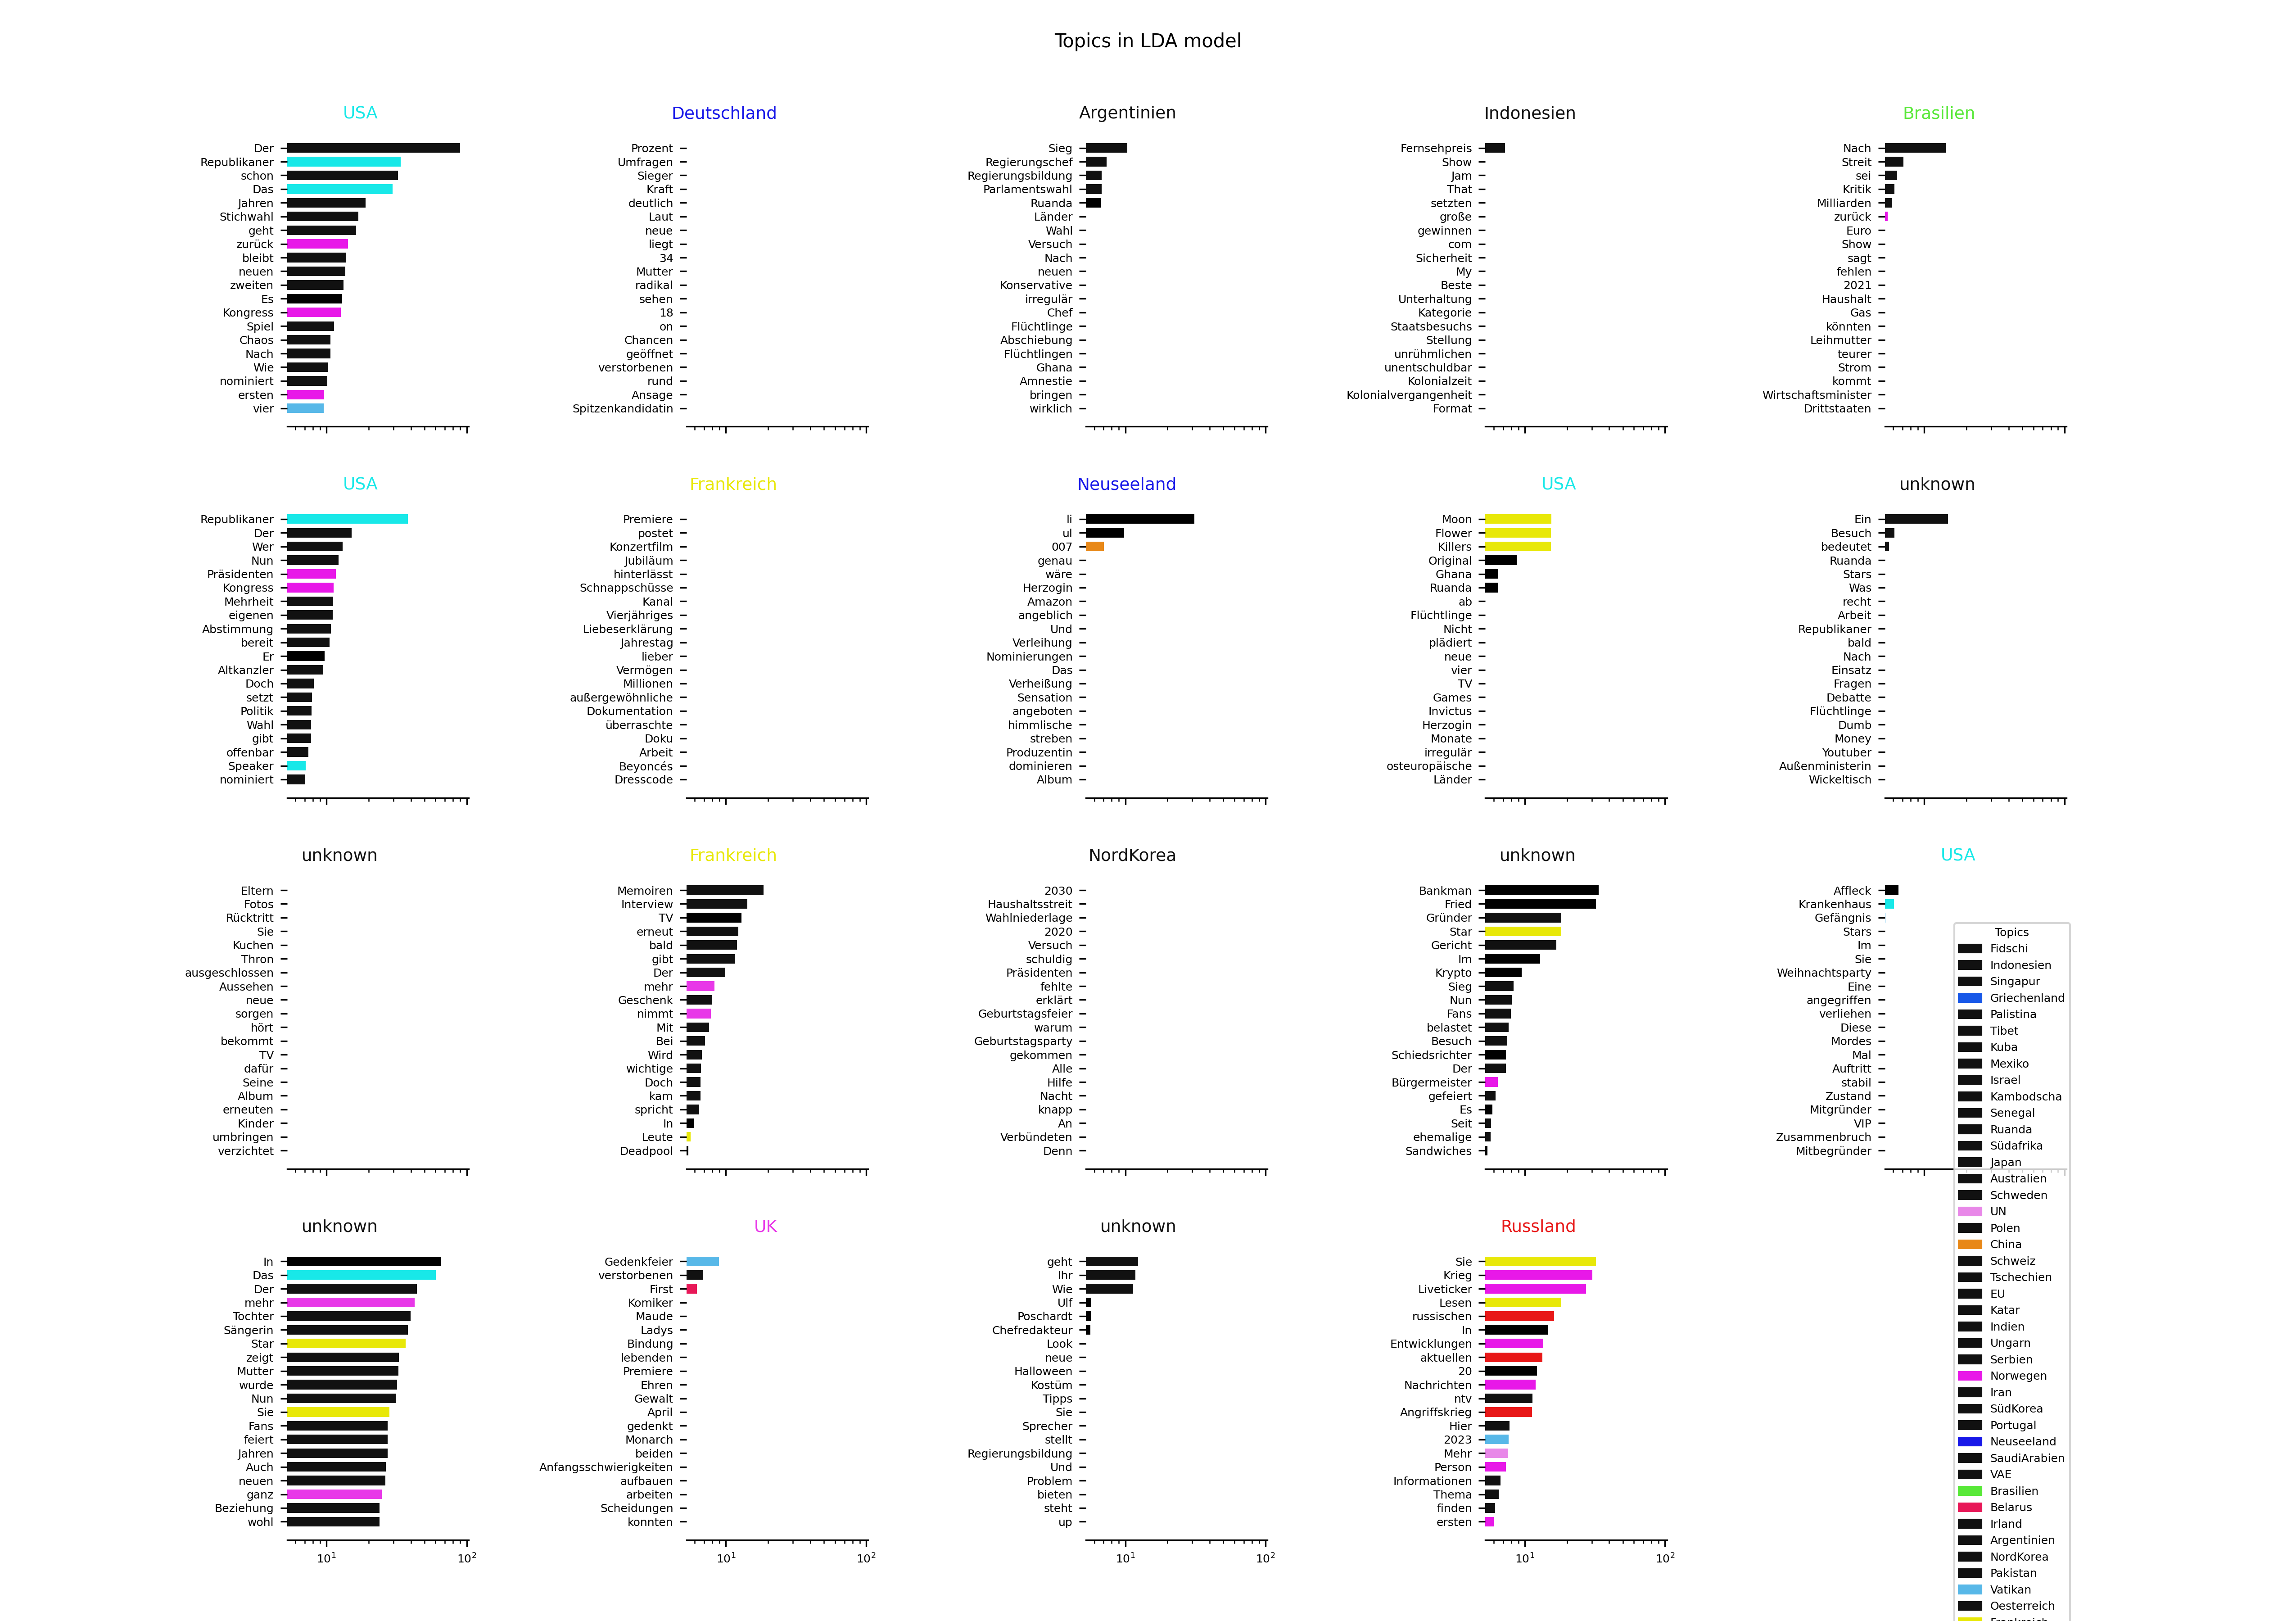 Topics in LDA model
USA
Der
Republikaner
schon
Das
Jahren
Stichwahl
geht
zurück
bleibt
neuen
zweiten
Es
Kongress
Spiel
Chaos
Nach
Wie
nominiert
ersten
vier
Deutschland
Prozent
Umfragen
Sieger
Kraft
deutlich
Laut
neue
liegt
34
Mutter
radikal
sehen
18
on
Chancen
geöffnet
verstorbenen
rund
Ansage
Spitzenkandidatin
Argentinien
Sieg
Regierungschef
Regierungsbildung
Parlamentswahl
Ruanda
Länder
Wahl
Versuch
Nach
neuen
Konservative
irregulär
Chef
Flüchtlinge
Abschiebung
Flüchtlingen
Ghana
Amnestie
bringen
wirklich
Indonesien
Fernsehpreis
Show
Jam
That
setzten
große
gewinnen
com
Sicherheit
My
Beste
Unterhaltung
Kategorie
Staatsbesuchs
Stellung
unrühmlichen
unentschuldbar
Kolonialzeit
Kolonialvergangenheit
Format
Brasilien
Nach
Streit
sei
Kritik
Milliarden
zurück
Euro
Show
sagt
fehlen
2021
Haushalt
Gas
könnten
Leihmutter
teurer
Strom
kommt
Wirtschaftsminister
Drittstaaten
USA
Republikaner
Der
Wer
Nun
Präsidenten
Kongress
Mehrheit
eigenen
Abstimmung
bereit
Er
Altkanzler
Doch
setzt
Politik
Wahl
gibt
offenbar
Speaker
nominiert
Frankreich
Premiere
postet
Konzertfilm
Jubiläum
hinterlässt
Schnappschüsse
Kanal
Vierjähriges
Liebeserklärung
Jahrestag
lieber
Vermögen
Millionen
außergewöhnliche
Dokumentation
überraschte
Doku
Arbeit
Beyoncés
Dresscode
Neuseeland
li
ul
007
genau
wäre
Herzogin
Amazon
angeblich
Und
Verleihung
Nominierungen
Das
Verheißung
Sensation
angeboten
himmlische
streben
Produzentin
dominieren
Album
USA
Moon
Flower
Killers
Original
Ghana
Ruanda
ab
Flüchtlinge
Nicht
plädiert
neue
vier
TV
Games
Invictus
Herzogin
Monate
irregulär
osteuropäische
Länder
unknown
Ein
Besuch
bedeutet
Ruanda
Stars
Was
recht
Arbeit
Republikaner
bald
Nach
Einsatz
Fragen
Debatte
Flüchtlinge
Dumb
Money
Youtuber
Außenministerin
Wickeltisch
unknown
Eltern
Fotos
Rücktritt
Sie
Kuchen
Thron
ausgeschlossen
Aussehen
neue
sorgen
hört
bekommt
TV
dafür
Seine
Album
erneuten
Kinder
umbringen
verzichtet
Frankreich
Memoiren
Interview
TV
erneut
bald
gibt
Der
mehr
Geschenk
nimmt
Mit
Bei
Wird
wichtige
Doch
kam
spricht
In
Leute
Deadpool
NordKorea
2030
Haushaltsstreit
Wahlniederlage
2020
Versuch
schuldig
Präsidenten
fehlte
erklärt
Geburtstagsfeier
warum
Geburtstagsparty
gekommen
Alle
Hilfe
Nacht
knapp
An
Verbündeten
Denn
unknown
Bankman
Fried
Gründer
Star
Gericht
Im
Krypto
Sieg
Nun
Fans
belastet
Besuch
Schiedsrichter
Der
Bürgermeister
gefeiert
Es
Seit
ehemalige
Sandwiches
USA
Affleck
Krankenhaus
Gefängnis
Stars
Im
Sie
Weihnachtsparty
Eine
angegriffen
verliehen
Diese
Mordes
Mal
Auftritt
stabil
Zustand
Mitgründer
VIP
Zusammenbruch
Mitbegründer
unknown
In
Das
Der
mehr
Tochter
Sängerin
Star
zeigt
Mutter
wurde
Nun
Sie
Fans
feiert
Jahren
Auch
neuen
ganz
Beziehung
wohl
10¹ 10²
UK
Gedenkfeier
verstorbenen
First
Komiker
Maude
Ladys
Bindung
lebenden
Premiere
Ehren
Gewalt
April
gedenkt
Monarch
beiden
Anfangsschwierigkeiten
aufbauen
arbeiten
Scheidungen
konnten
10¹ 10²
unknown
geht
Ihr
Wie
Ulf
Poschardt
Chefredakteur
Look
neue
Halloween
Kostüm
Tipps
Sie
Sprecher
stellt
Regierungsbildung
Und
Problem
bieten
steht
up
10¹ 10²
Russland
Sie
Krieg
Liveticker
Lesen
russischen
In
Entwicklungen
aktuellen
20
Nachrichten
ntv
Angriffskrieg
Hier
2023
Mehr
Person
Informationen
Thema
finden
ersten
10¹ 10²
Topics
Fidschi
Indonesien
Singapur
Griechenland
Palistina
Tibet
Kuba
Mexiko
Israel
Kambodscha
Senegal
Ruanda
Südafrika
Japan
Australien
Schweden
UN
Polen
China
Schweiz
Tschechien
EU
Katar
Indien
Ungarn
Serbien
Norwegen
Iran
SüdKorea
Portugal
Neuseeland
SaudiArabien
VAE
Brasilien
Belarus
Irland
Argentinien
NordKorea
Pakistan
Vatikan
Oesterreich
Frankreich